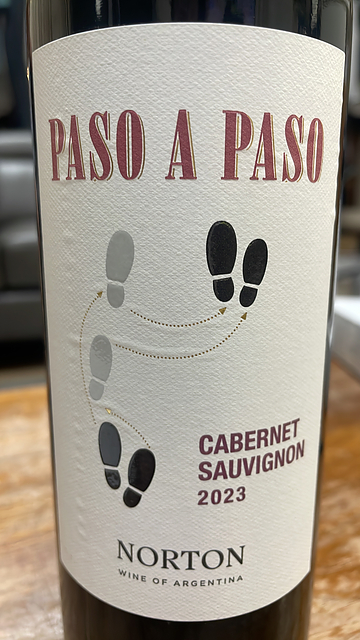 PASO A PASO
CABERNET
SAUVIGNON
2023
NORTON
WINE OF ARGENTINA